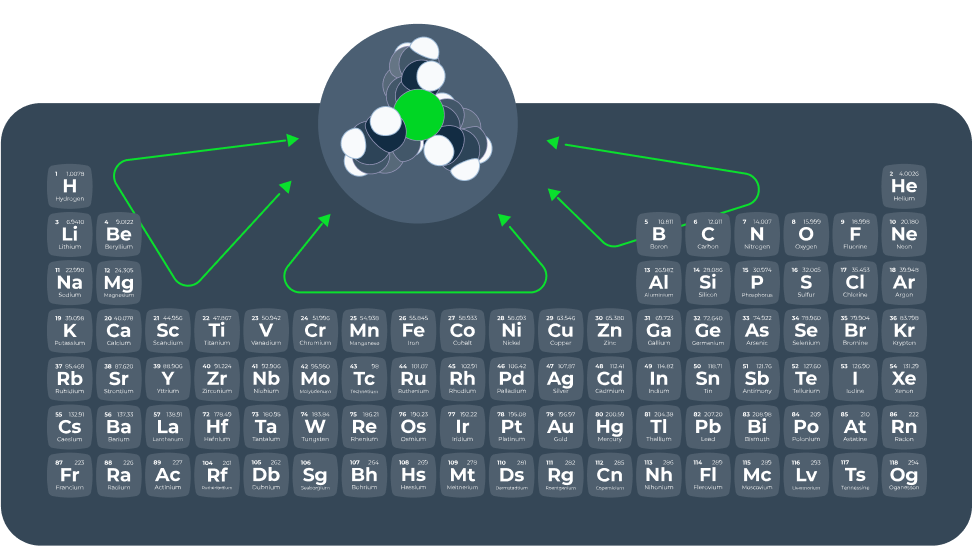 1 1.0079 2 4.0026
H He
Hydrogen Helium
3 6.9410 4 9.0122 5 10.811 6 12.011 7 14.007 8 15.999 9 18.998 10 20.180
Li Be B C N O F Ne
Lithium Beryllium Boron Carbon Nitrogen Oxygen Fluorine Neon
11 22.990 12 24.305 13 26.982 14 28.086 15 30.974 16 32.065 17 35.453 18 39.948
Na Mg Al Si P S Cl Ar
Sodium Magnesium Aluminium Silicon Phosphorus Sulfur Chlorine Argon
19 39.098 20 40.078 21 44.956 22 47.867 23 50.942 24 51.996 25 54.938 26 55.845 27 58.933 28 58.693 29 63.546 30 65.380 31 69.723 32 72.640 33 74.922 34 78.960 35 79.904 36 83.798
K Ca Sc Ti V Cr Mn Fe Co Ni Cu Zn Ga Ge As Se Br Kr
Potassium Calcium Scandium Titanium Vanadium Chromium Manganese Iron Cobalt Nickel Copper Zinc Gallium Germanium Arsenic Selenium Bromine Krypton
37 85.468 38 87.620 39 88.906 40 91.224 41 92.906 42 95.950 43 98 44 101.07 45 102.91 46 106.42 47 107.87 48 112.41 49 114.82 50 118.71 51 121.76 52 127.60 53 126.90 54 131.29
Rb Sr Y Zr Nb Mo Tc Ru Rh Pd Ag Cd In Sn Sb Te I Xe
Rubidium Strontium Yttrium Zirconium Niobium Molybdenum Technetium Ruthenium Rhodium Palladium Silver Cadmium Indium Tin Antimony Tellurium Iodine Xenon
55 132.91 56 137.33 57 138.91 72 178.49 73 180.95 74 183.84 75 186.21 76 190.23 77 192.22 78 195.08 79 196.97 80 200.59 81 204.38 82 207.20 83 208.98 84 209 85 210 86 222
Cs Ba La Hf Ta W Re Os Ir Pt Au Hg Tl Pb Bi Po At Rn
Caesium Barium Lanthanum Hafnium Tantalum Tungsten Rhenium Osmium Iridium Platinum Gold Mercury Thallium Lead Bismuth Polonium Astatine Radon
87 223 88 226 89 227 104 261 105 262 106 107 264 108 269 109 278 110 281 111 282 112 285 113 286 114 289 115 289 116 293 117 118 294
Fr Ra Ac Rf Db Sg Bh Hs Mt Ds Rg Cn Nh Fl Mc Lv Ts Og
Francium Radium Actinium Rutherfordium Dubnium Seaborgium Bohrium Hassium Meitnerium Darmstadtium Roentgenium Copernicium Nihonium Flerovium Moscovium Livermorium Tennessine Oganesson